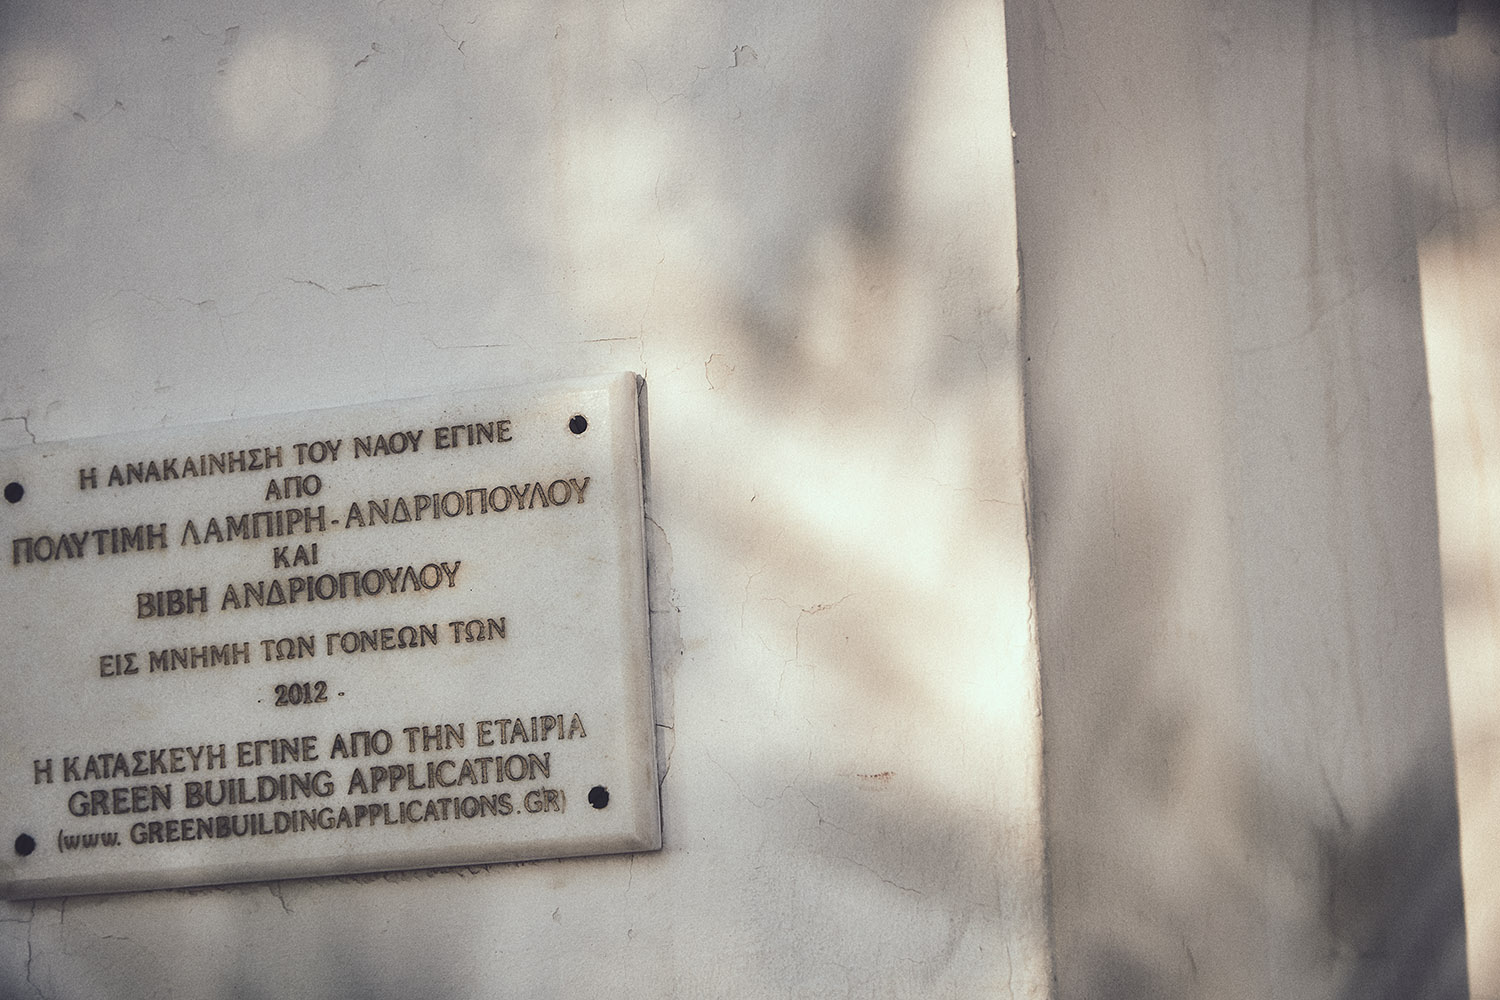 Η ΑΝΑΚΑΙΝΗΣΗ ΤΟΥ ΝΑΟΥ ΕΓΙΝΕ
ΑΠΟ
ΠΟΛΥΤΙΜΗ ΛΑΜΠΙΡΗ-ΑΝΔΡΙΟΠΟΥΛΟΥ
ΚΑΙ
ΒΙΒΗ ΑΝΔΡΙΟΠΟΥΛΟΥ
ΕΙΣ ΜΝΗΜΗ ΤΩΝ ΓΟΝΕΩΝ ΤΩΝ
· 2012 ·
Η ΚΑΤΑΣΚΕΥΗ ΕΓΙΝΕ ΑΠΟ ΤΗΝ ΕΤΑΙΡΙΑ
GREEN BUILDING APPLICATION
(www. GREENBUILDINGAPPLICATIONS.GR)